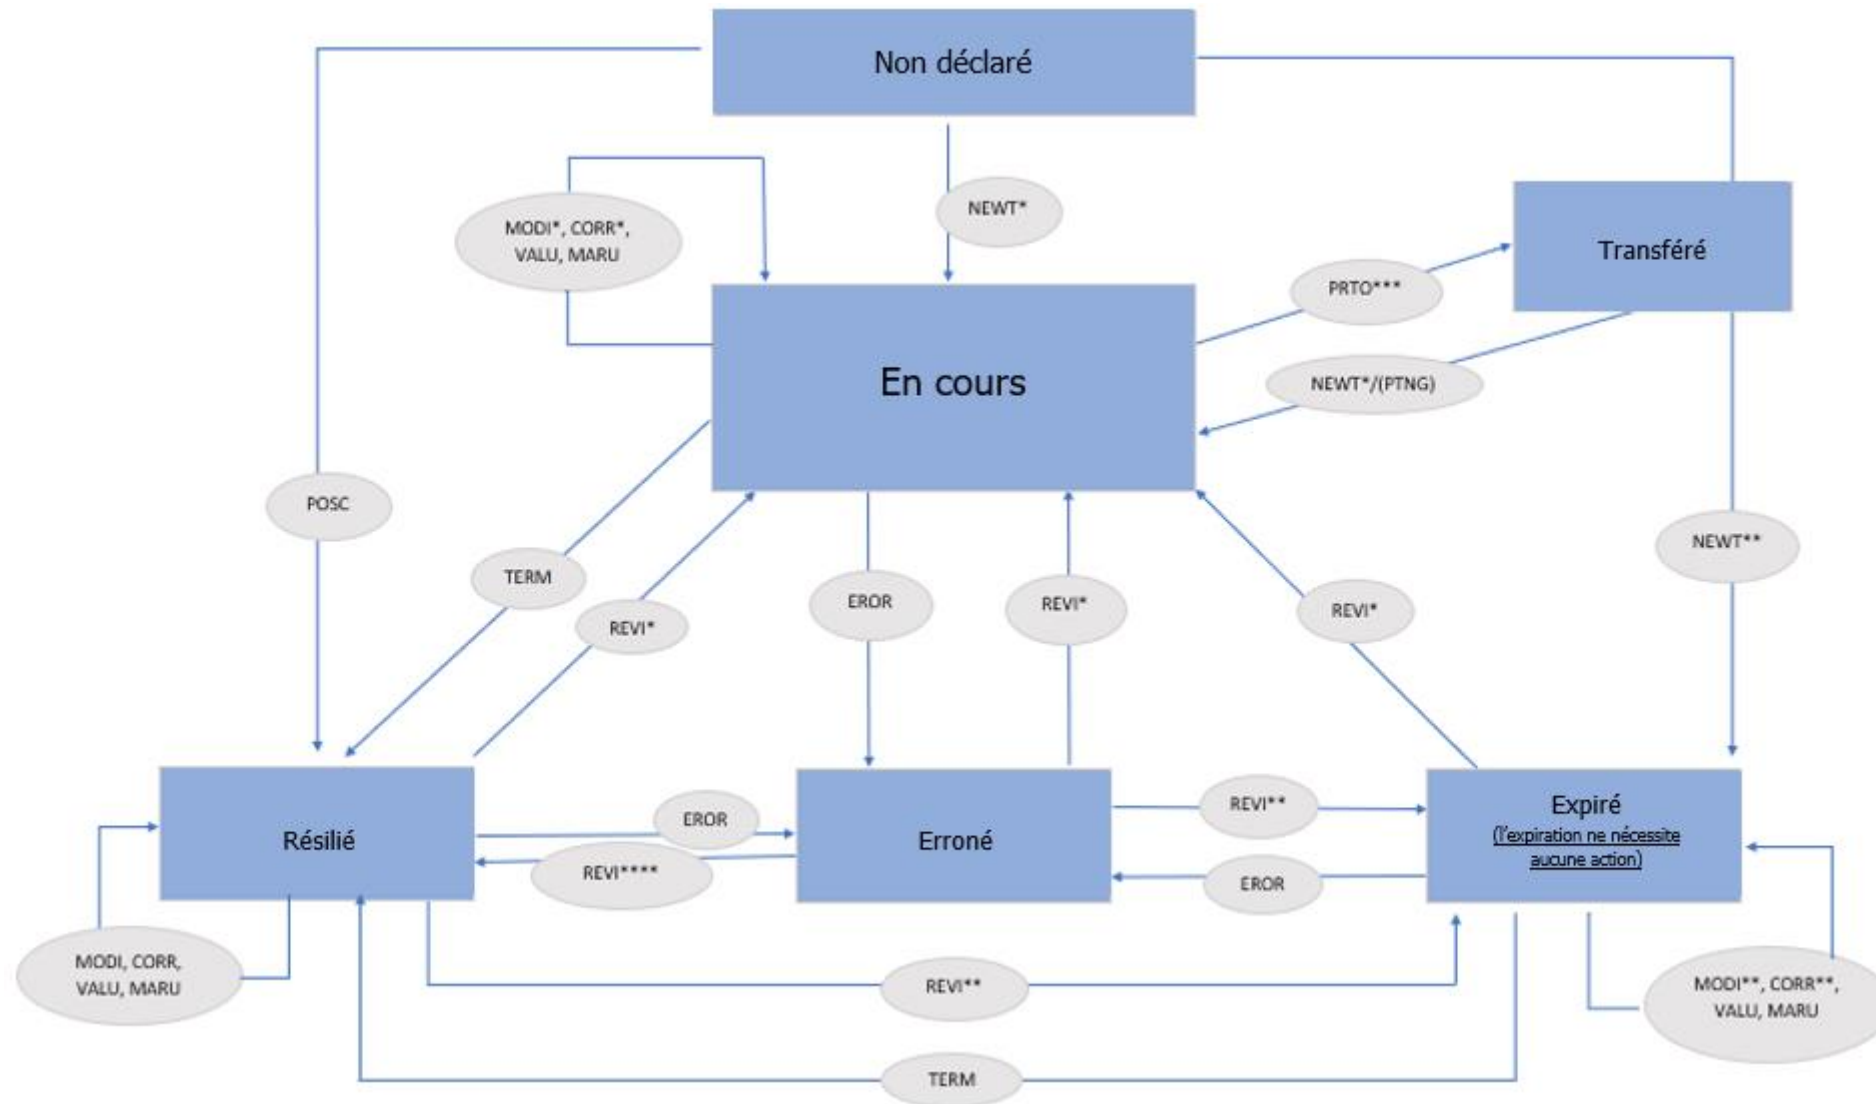 Non déclaré
NEWT*
MODI*, CORR*,
VALU, MARU
Transféré
PRTO***
En cours
NEWT*/(PTNG)
POSC
NEWT**
TERM
REVI*
EROR
REVI*
REVI*
Résilié
EROR
REVI****
Erroné
REVI**
EROR
Expiré
(l'expiration ne nécessite
aucune action)
MODI, CORR,
VALU, MARU
REVI**
MODI**, CORR**,
VALU, MARU
TERM